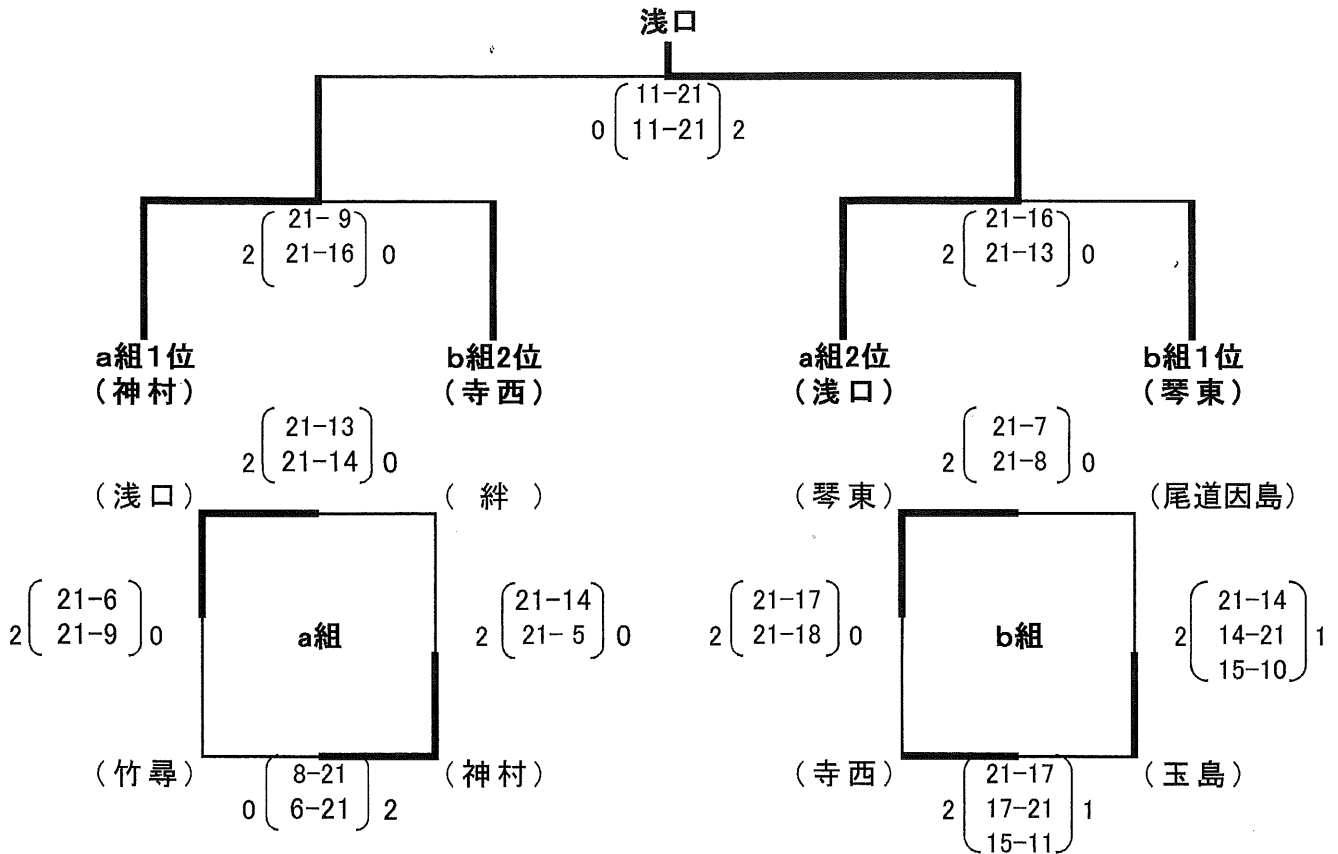 浅口
11-21
0 11-21 2
21- 9
2 21-16 0
21-16
2 21-13 0
a組1位
(神村)
b組2位
(寺西)
a組2位
(浅口)
b組1位
(琴東)
21-13
2 21-14 0
21-7
2 21-8 0
(浅口)
(絆)
(琴東)
(尾道因島)
21-6
2 21-9 0
a組
21-14
2 21- 5 0
21-17
2 21-18 0
b組
21-14
2 14-21 1
15-10
(竹尋)
8-21
0 6-21 2
(神村)
(寺西)
21-17
2 17-21 1
15-11
(玉島)